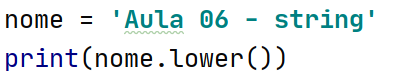 nome = 'Aula 06 - string'
print(nome.lower())